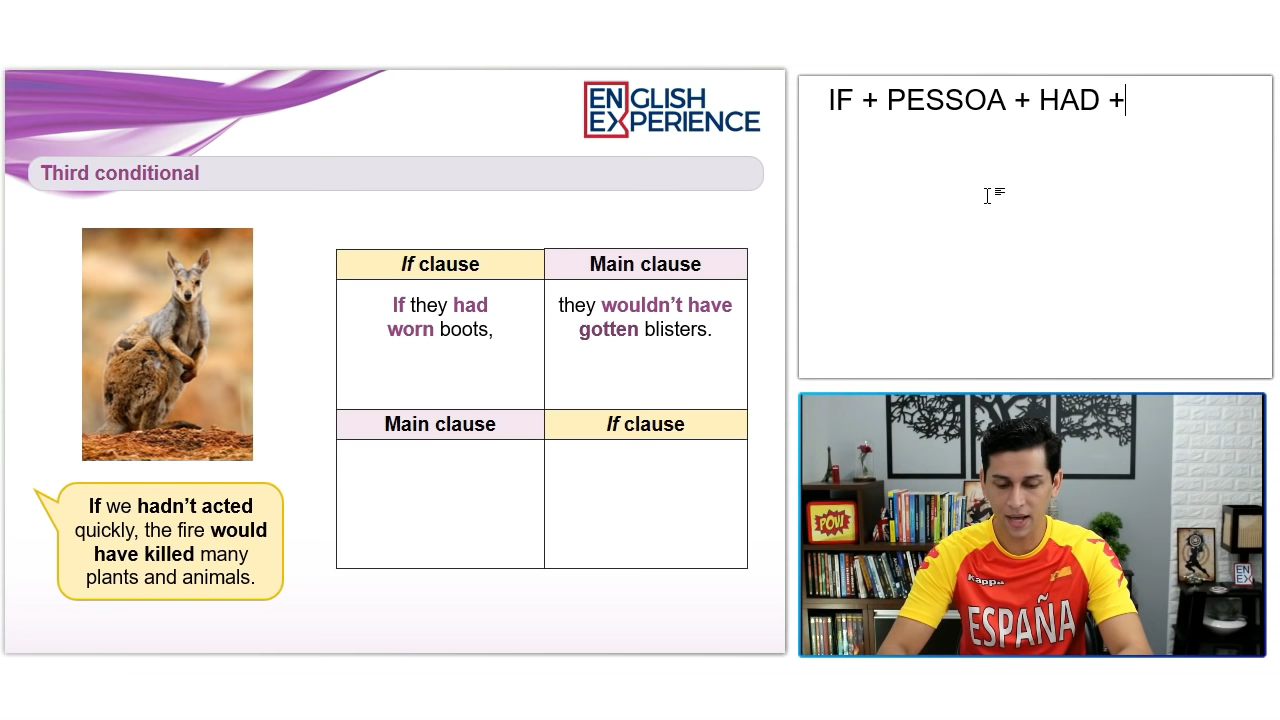 ENGLISH
EXPERIENCE
Third conditional
If clause
Main clause
If they had
worn boots,
they wouldn’t have
gotten blisters.
Main clause
If clause
If we hadn’t acted
quickly, the fire would
have killed many
plants and animals.
IF + PESSOA + HAD +
POW!
Kappa
ESPAÑA
EN
EX